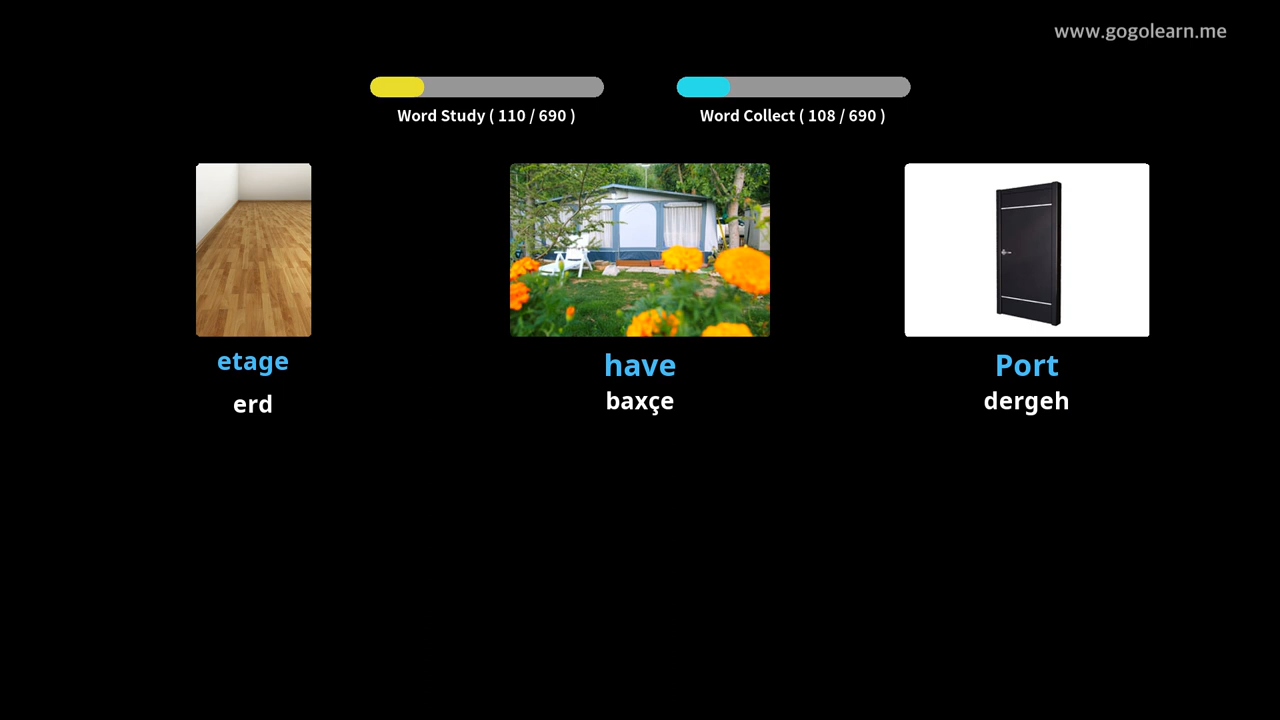 www.gogolearn.me
Word Study ( 110 / 690 )
Word Collect ( 108 / 690 )
etage
have
Port
erd
baxçe
dergeh